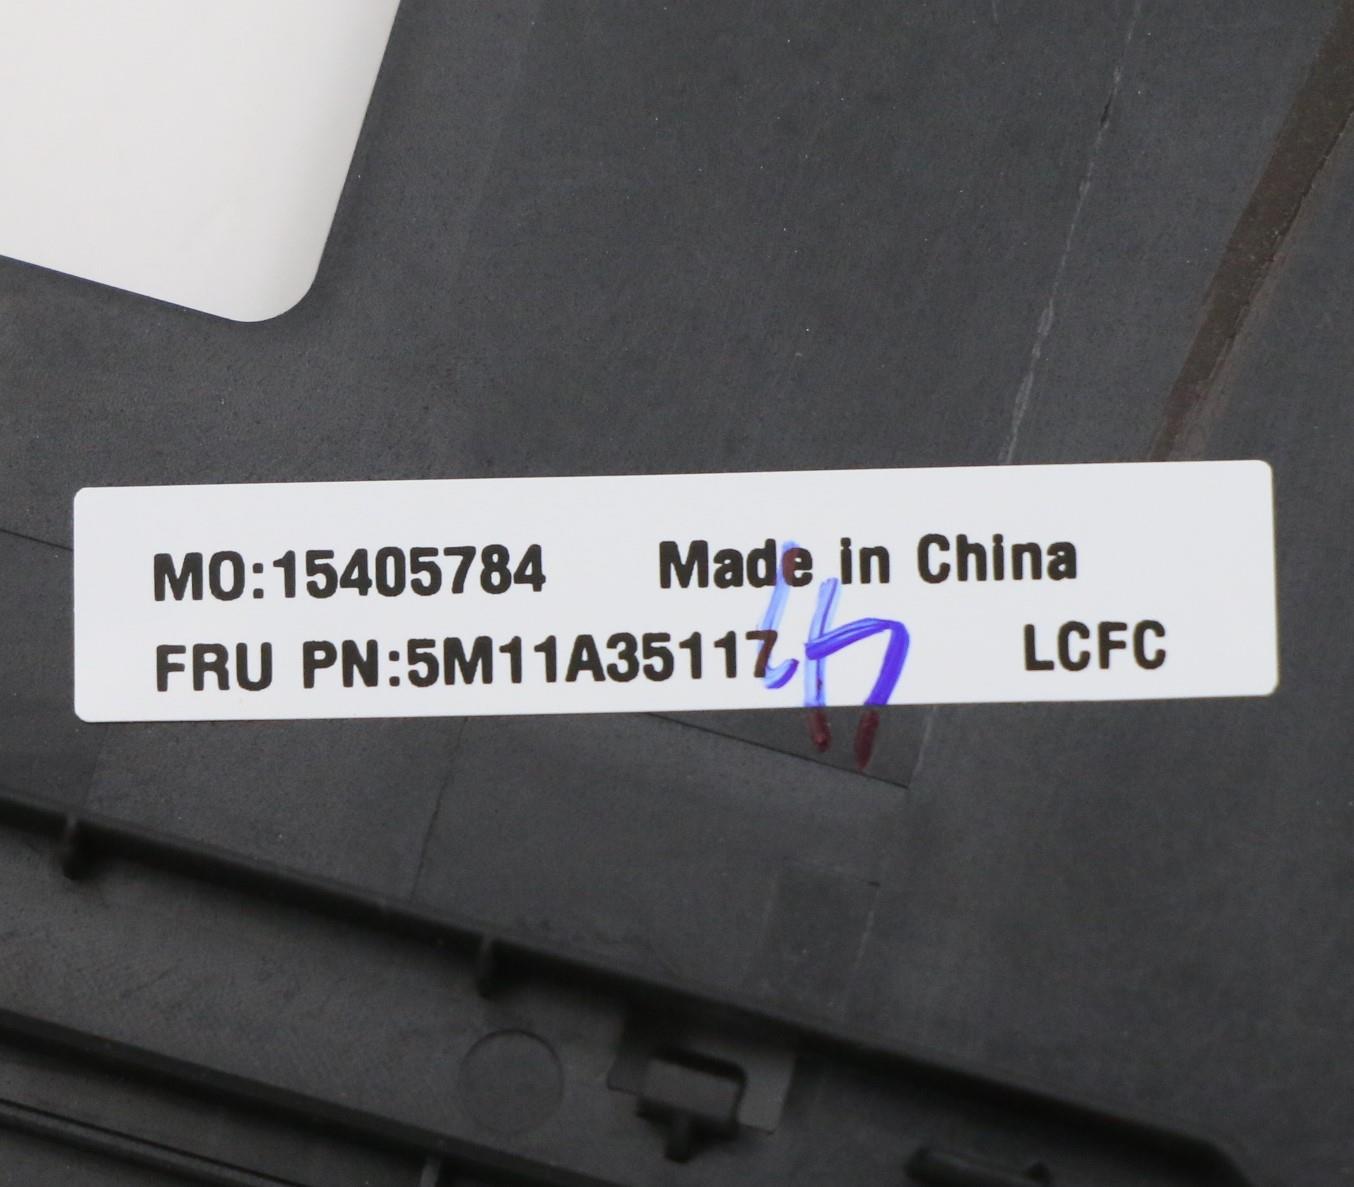 MO:15405784 Made in China
FRU PN:5M11A35117 LCFC